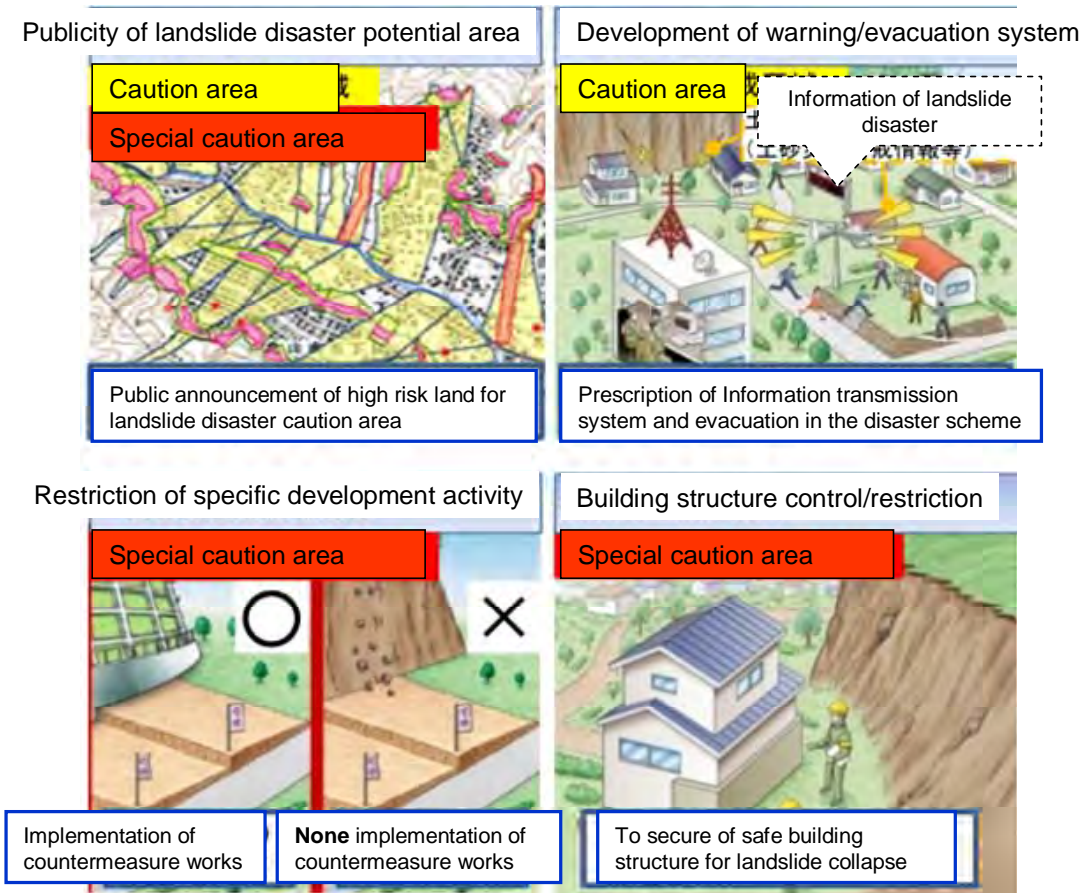 Publicity of landslide disaster potential area
Caution area
Special caution area
Public announcement of high risk land for
landslide disaster caution area
Development of warning/evacuation system
Caution area
Information of landslide
disaster
Prescription of Information transmission
system and evacuation in the disaster scheme
Restriction of specific development activity
Special caution area
Implementation of
countermeasure works
None implementation of
countermeasure works
Building structure control/restriction
Special caution area
To secure of safe building
structure for landslide collapse